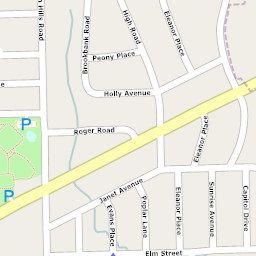 Hills Road
Brookbank Road
High Road
Eleanor Place
Peony Place
Holly Avenue
P
Roger Road
Eleanor Place
Janet Avenue
P
Evans Place
Poplar Lane
Eleanor Place
Sunrise Avenue
Capitol Drive
Elm Street